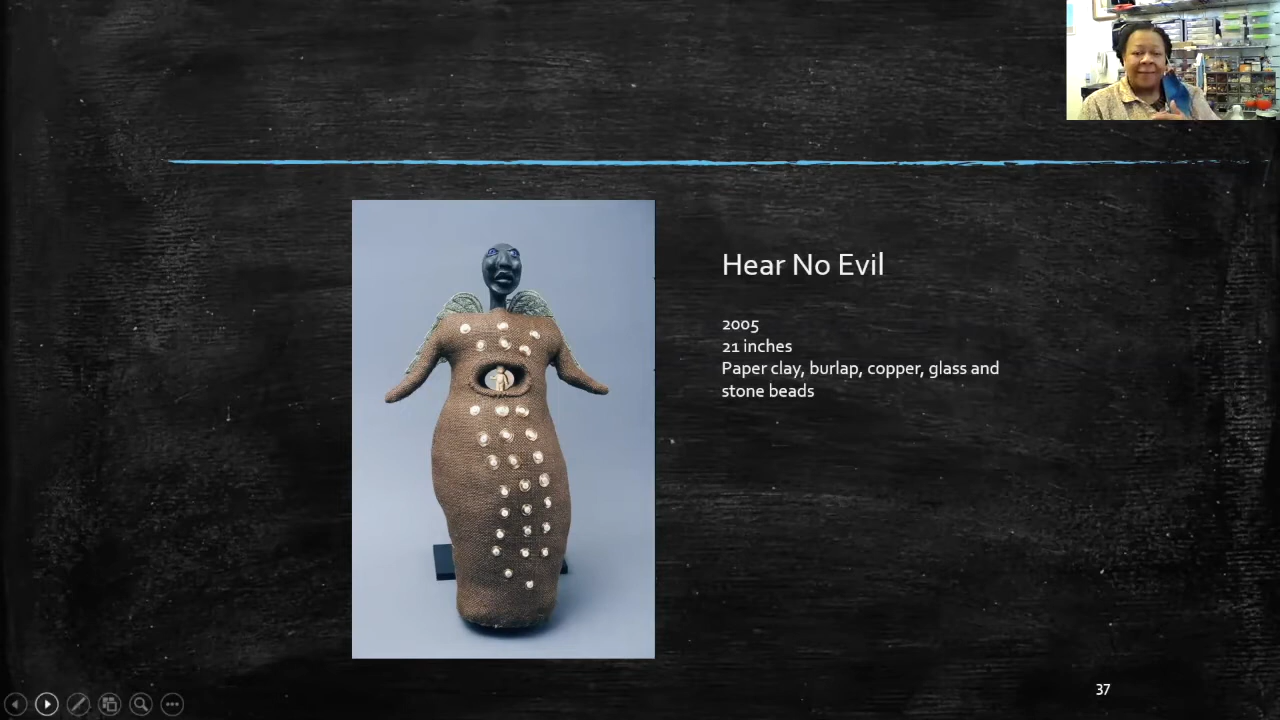 Hear No Evil
2005
21 inches
Paper clay, burlap, copper, glass and
stone beads
37